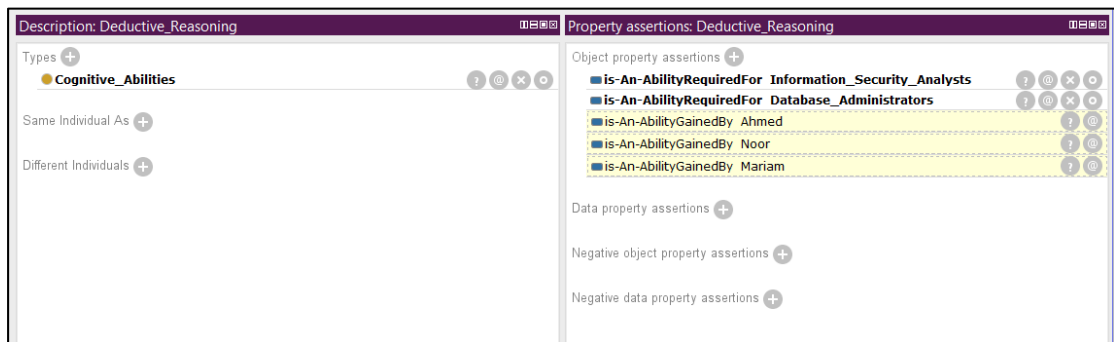 Description: Deductive_Reasoning
Types
Cognitive_Abilities
Same Individual As
Different Individuals
Property assertions: Deductive_Reasoning
Object property assertions
is-An-AbilityRequiredFor Information_Security_Analysts
is-An-AbilityRequiredFor Database_Administrators
is-An-AbilityGainedBy Ahmed
is-An-AbilityGainedBy Noor
is-An-AbilityGainedBy Mariam
Data property assertions
Negative object property assertions
Negative data property assertions